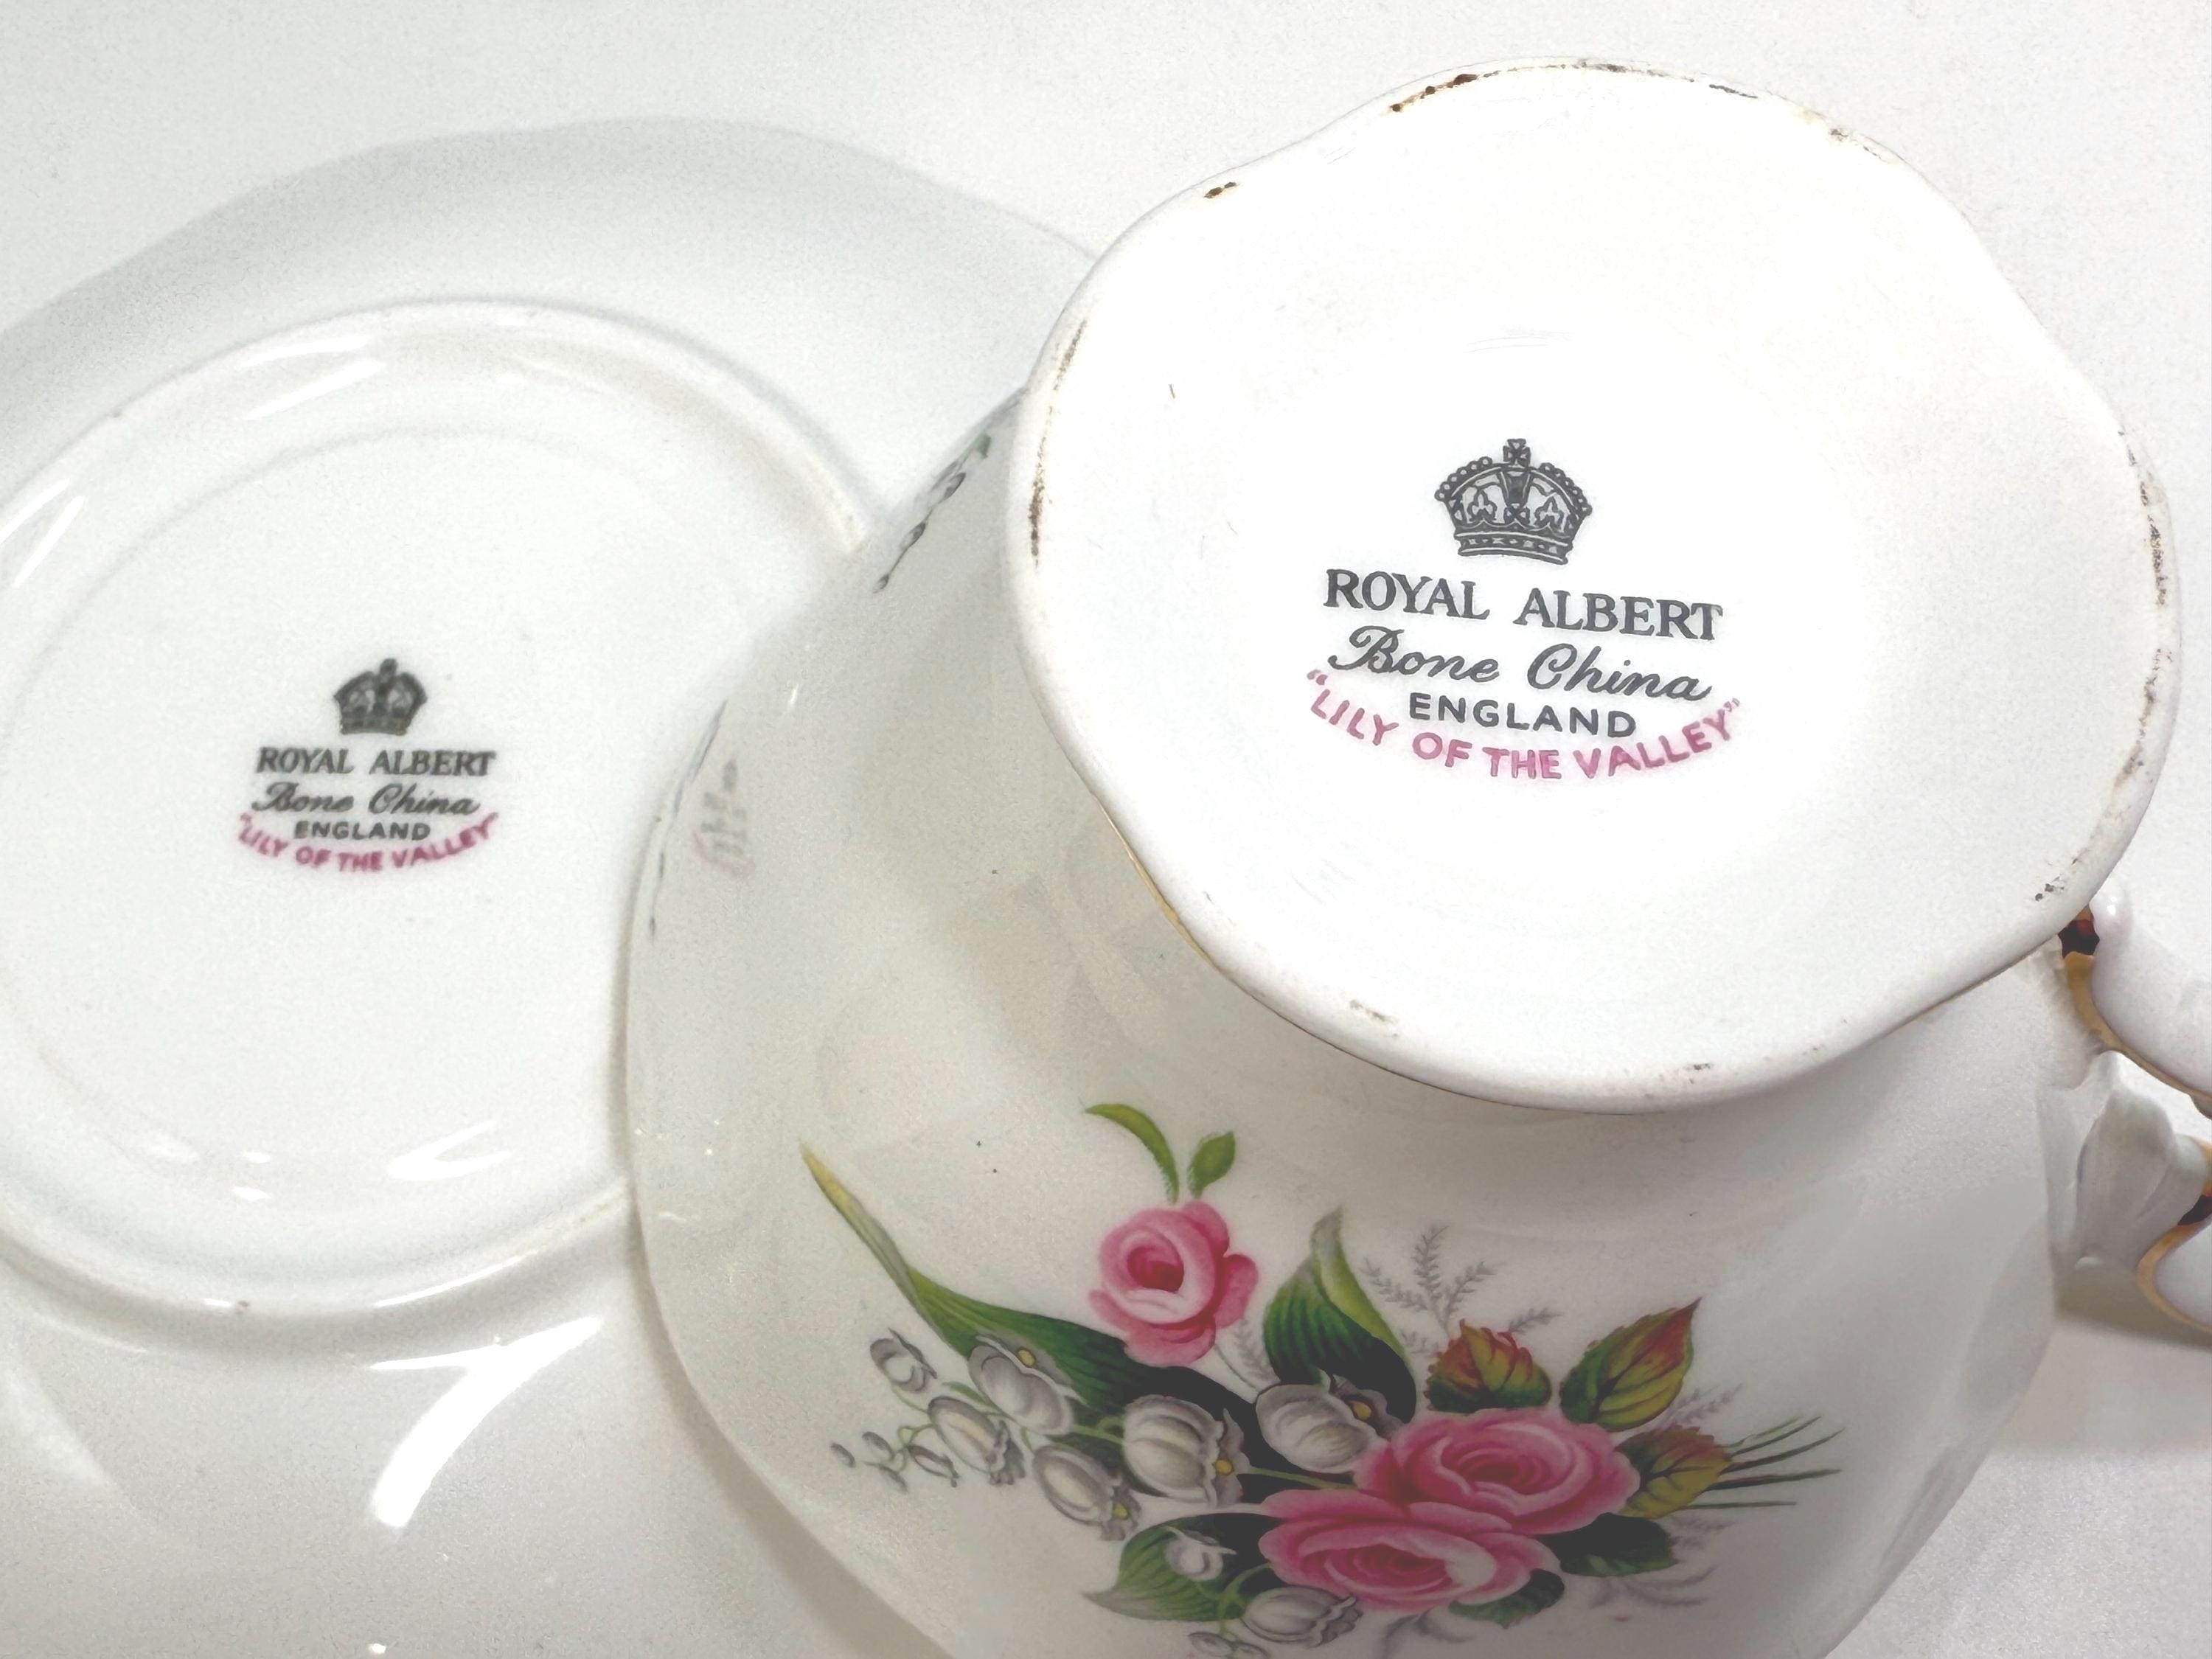 ROYAL ALBERT
Bone China
ENGLAND
"LILY OF THE VALLEY"
ROYAL ALBERT
Bone China
ENGLAND
"LILY OF THE VALLEY"